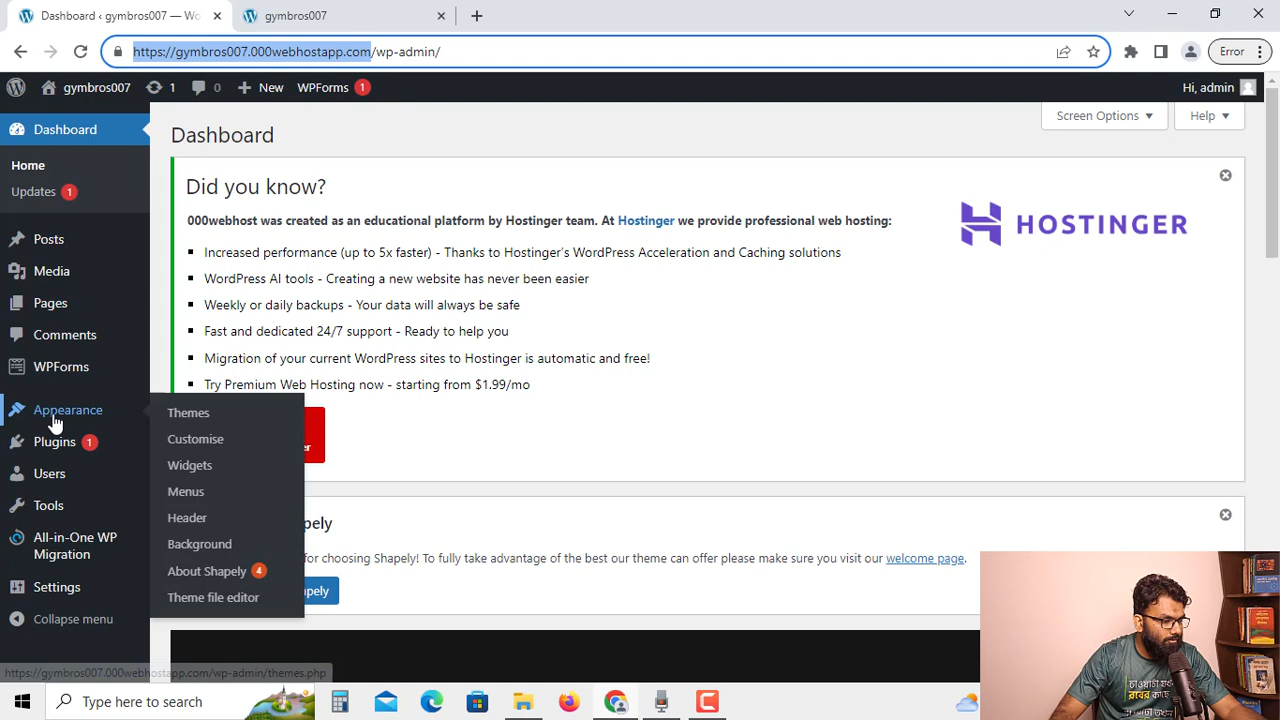 Dashboard ‹ gymbros007 — Wo
gymbros007
https://gymbros007.000webhostapp.com/wp-admin/
Error
gymbros007
1
0
New
WPForms 1
Hi, admin
Dashboard
Home
Updates 1
Posts
Media
Pages
Comments
WPForms
Appearance
Plugins 1
Users
Tools
All-in-One WP
Migration
Settings
Collapse menu
Themes
Customise
Widgets
Menus
Header
Background
About Shapely 4
Theme file editor
Screen Options
Help
Dashboard
Did you know?
000webhost was created as an educational platform by Hostinger team. At Hostinger we provide professional web hosting:
Increased performance (up to 5x faster) - Thanks to Hostinger's WordPress Acceleration and Caching solutions
WordPress AI tools - Creating a new website has never been easier
Weekly or daily backups - Your data will always be safe
Fast and dedicated 24/7 support - Ready to help you
Migration of your current WordPress sites to Hostinger is automatic and free!
Try Premium Web Hosting now - starting from $1.99/mo
HOSTINGER
er
pely
for choosing Shapely! To fully take advantage of the best our theme can offer please make sure you visit our welcome page.
apely
https://gymbros007.000webhostapp.com/wp-admin/themes.php
Type here to search